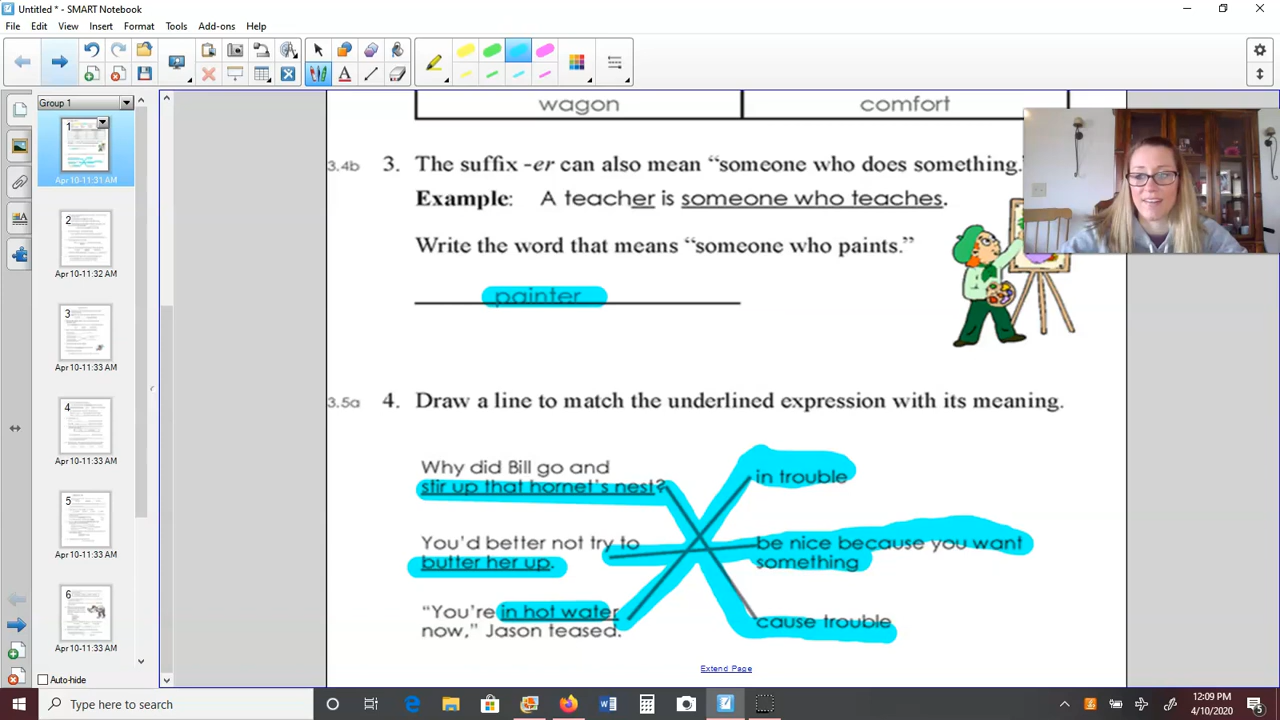 Untitled * - SMART Notebook
File Edit View Insert Format Tools Add-ons Help
Group 1
1
Apr 10-11:31 AM
2
Apr 10-11:32 AM
3
Apr 10-11:33 AM
4
Apr 10-11:33 AM
5
Apr 10-11:33 AM
6
Apr 10-11:33 AM
Auto-hide
wagon comfort
3.4b 3. The suffix -er can also mean “someone who does something.
Example: A teacher is someone who teaches.
Write the word that means “someone who paints.”
painter
3.5a 4. Draw a line to match the underlined expression with its meaning.
Why did Bill go and
stir up that hornet's nest?
in trouble
You'd better not try to
butter her up.
be nice because you want
something
“You're in hot water
now,” Jason teased.
cause trouble
Extend Page
Type here to search
12:09 PM
4/10/2020
5